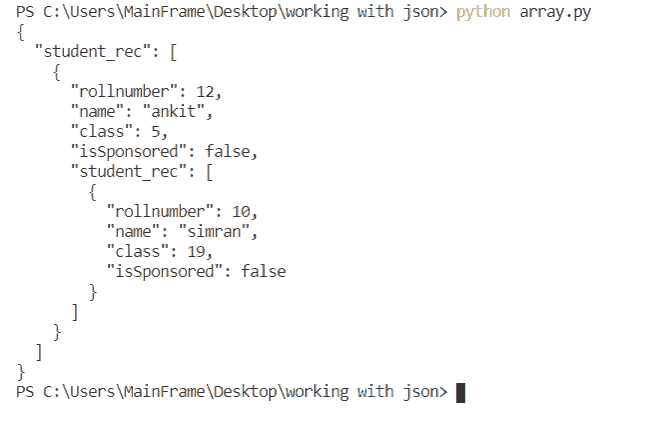 PS C:\Users\MainFrame\Desktop\working with json> python array.py
{
  "student_rec": [
    {
      "rollnumber": 12,
      "name": "ankit",
      "class": 5,
      "isSponsored": false,
      "student_rec": [
        {
          "rollnumber": 10,
          "name": "simran",
          "class": 19,
          "isSponsored": false
        }
      ]
    }
  ]
}
PS C:\Users\MainFrame\Desktop\working with json>